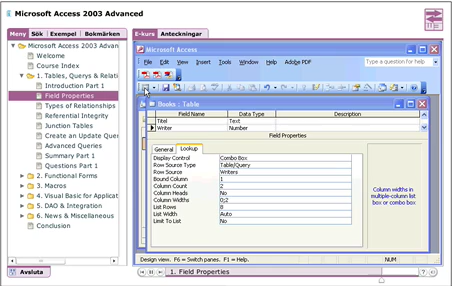 Microsoft Access 2003 Advanced
Meny Sök Exempel Bokmärken
E-kurs Anteckningar
Microsoft Access 2003 Advan
Welcome
Course Index
1. Tables, Querys & Relati
Introduction Part 1
Field Properties
Types of Relationships
Referential Integrity
Junction Tables
Create an Update Que
Advanced Queries
Summary Part 1
Questions Part 1
2. Functional Forms
3. Macros
4. Visual Basic for Applicat
5. DAO & Integration
6. News & Miscellaneous
Conclusion
Avsluta
Microsoft Access
File Edit View Insert Tools Window Help Adobe PDF
Type a question for help
Books : Table
Field Name Data Type Description
Titel Text
Writer Number
Field Properties
General Lookup
Display Control Combo Box
Row Source Type Table/Query
Row Source Writers
Bound Column 1
Column Count 2
Column Heads No
Column Widths 0;2
List Rows 8
List Width Auto
Limit To List No
Column widths in
multiple-column list
box or combo box
Design view. F6 = Switch panes. F1 = Help.
NUM
1. Field Properties
?